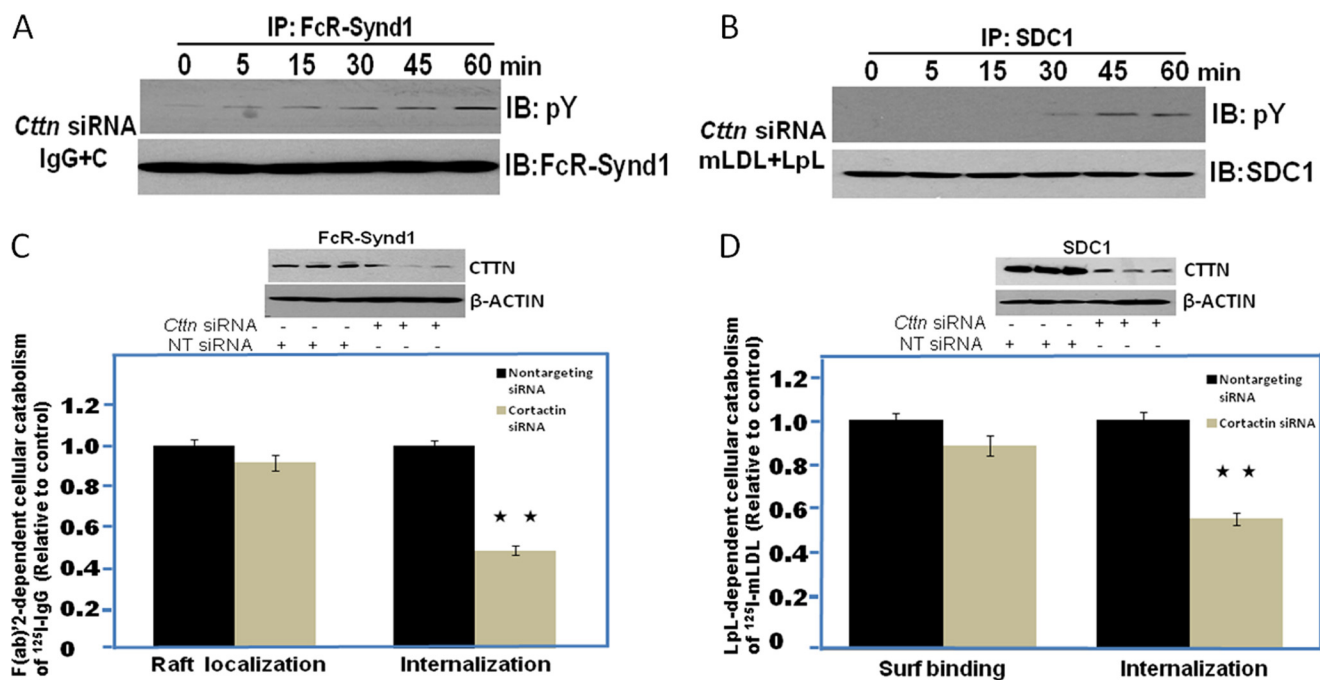 A
IP: FcR-Synd1
0 5 15 30 45 60 min
Cttn siRNA
IgG+C
IB: pY
IB:FcR-Synd1
B
IP: SDC1
0 5 15 30 45 60 min
Cttn siRNA
mLDL+LpL
IB: pY
IB:SDC1
C
FcR-Synd1
CTTN
β-ACTIN
Cttn siRNA - - - + + +
NT siRNA + + + - - -
F(ab)'2-dependent cellular catabolism
of ¹²⁵I-IgG (Relative to control)
1.2
1.0
0.8
0.6
0.4
0.2
0
Nontargeting
siRNA
Cortactin
siRNA
★ ★
Raft localization
Internalization
D
SDC1
CTTN
β-ACTIN
Cttn siRNA - - - + + +
NT siRNA + + + - - -
LpL-dependent cellular catabolism
of ¹²⁵I-mLDL (Relative to control)
1.2
1.0
0.8
0.6
0.4
0.2
0
Nontargeting
siRNA
Cortactin siRNA
★ ★
Surf binding
Internalization